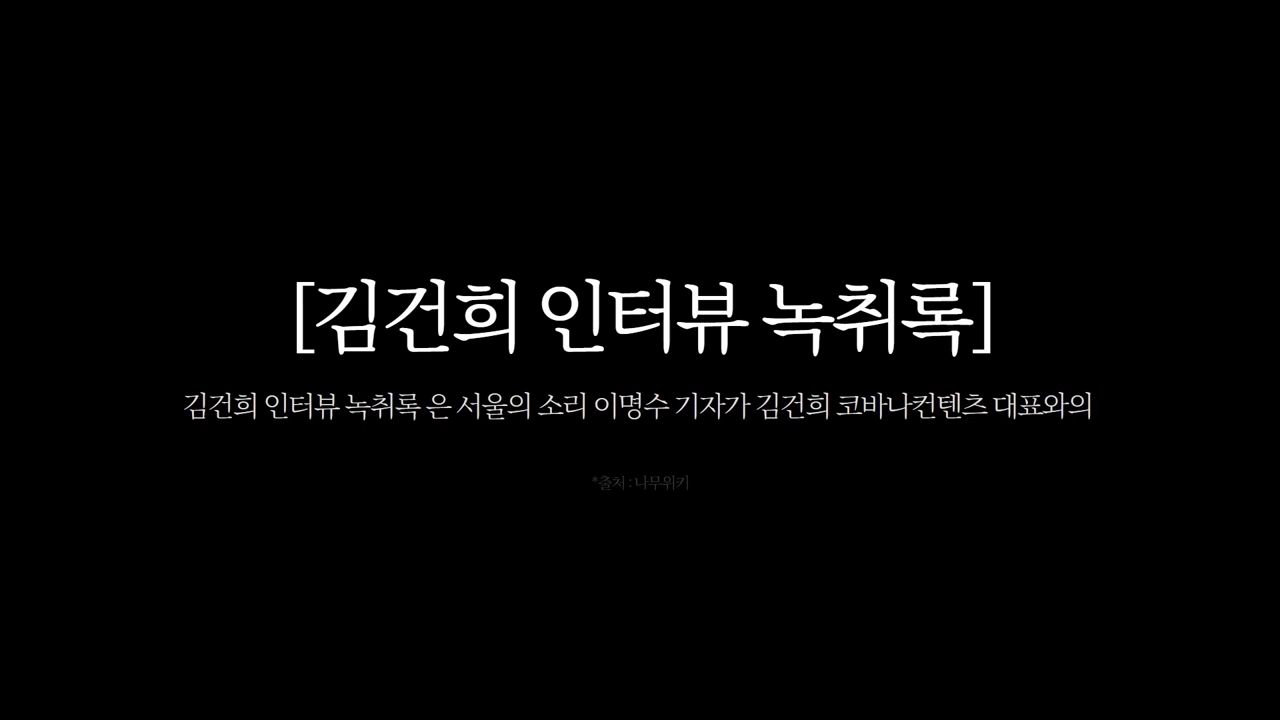 [김건희 인터뷰 녹취록]
김건희 인터뷰 녹취록 은 서울의 소리 이명수 기자가 김건희 코바나컨텐츠 대표와의
*출처 : 나무위키